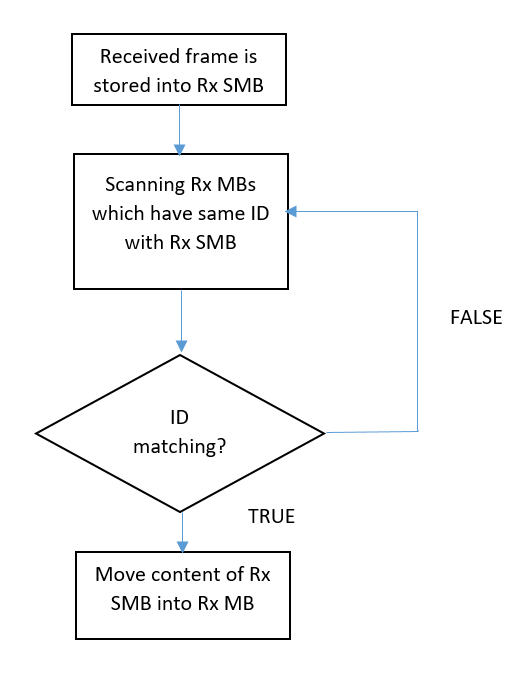 Received frame is
stored into Rx SMB
Scanning Rx MBs
which have same ID
with Rx SMB
FALSE
ID
matching?
TRUE
Move content of Rx
SMB into Rx MB